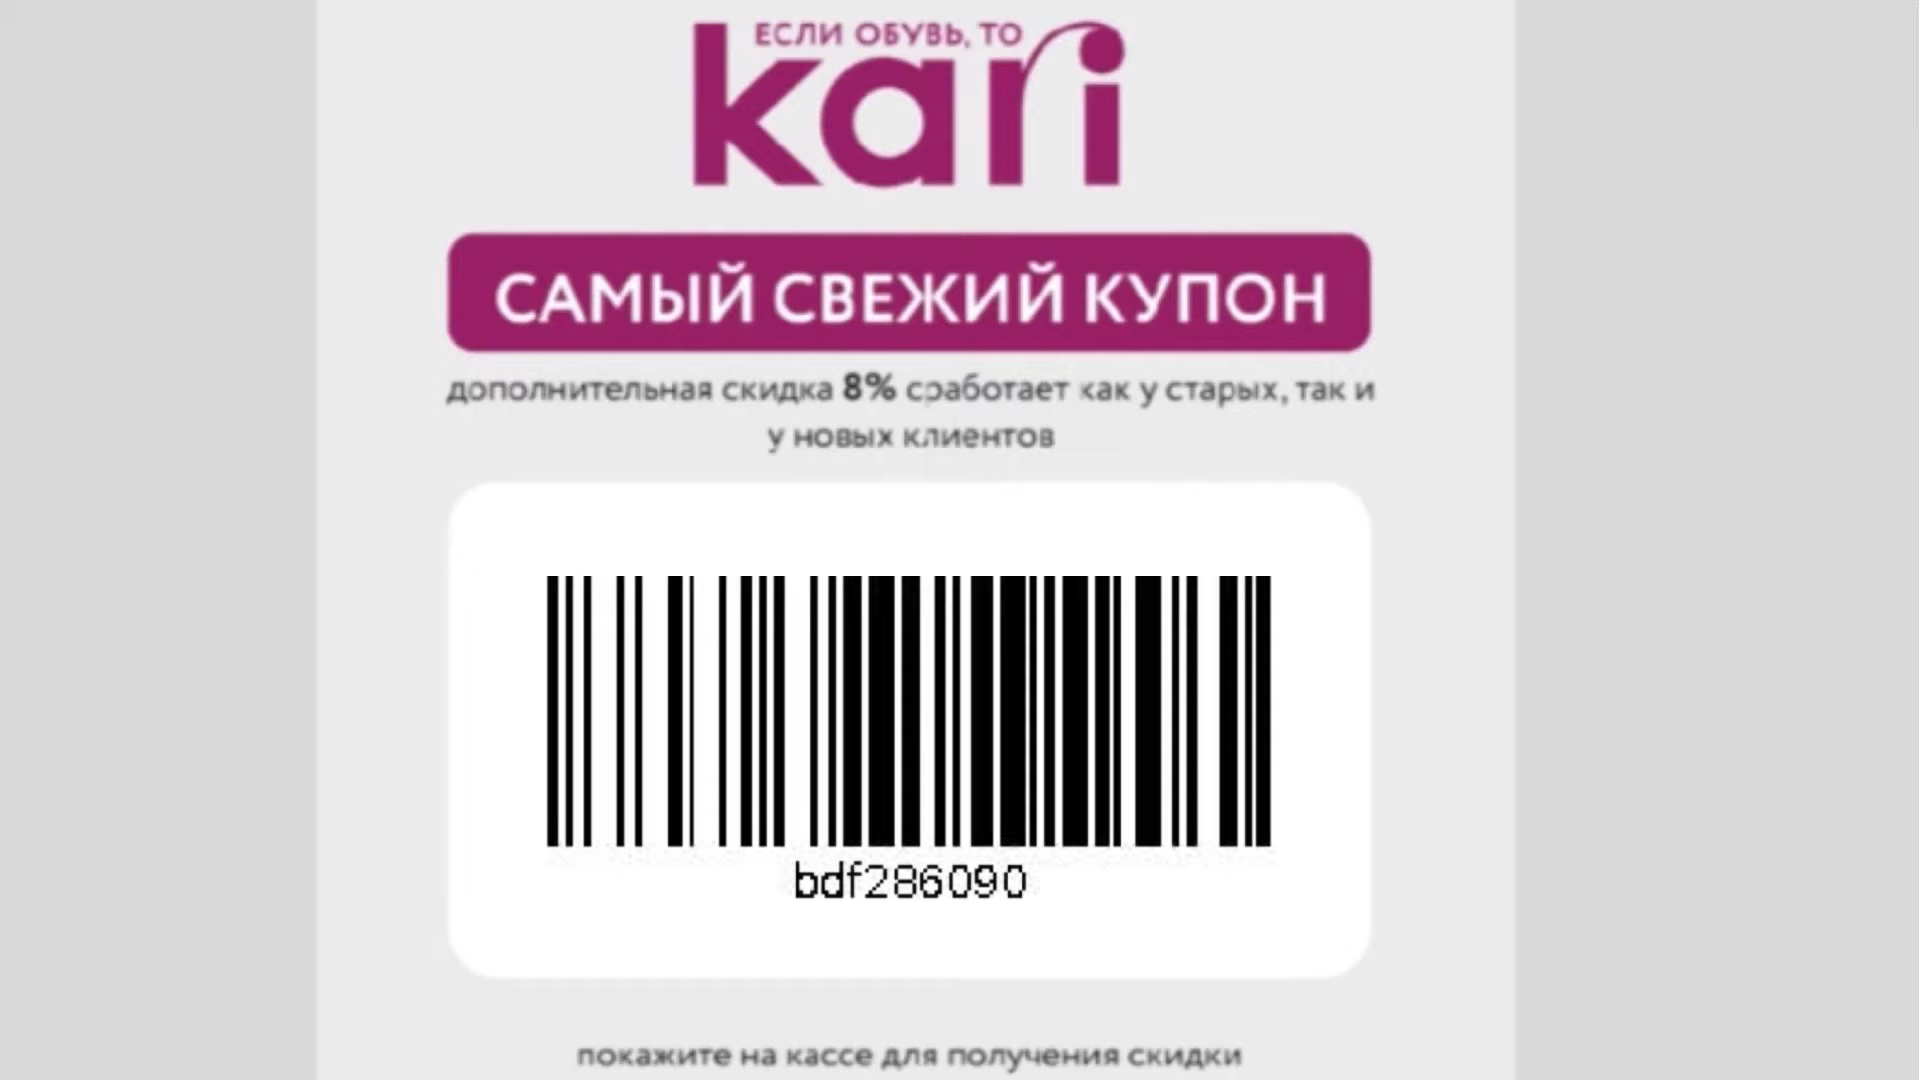 ЕСЛИ ОБУВЬ, ТО
kari
САМЫЙ СВЕЖИЙ КУПОН
дополнительная скидка 8% сработает как у старых, так и
у новых клиентов
bdf286090
покажите на кассе для получения скидки